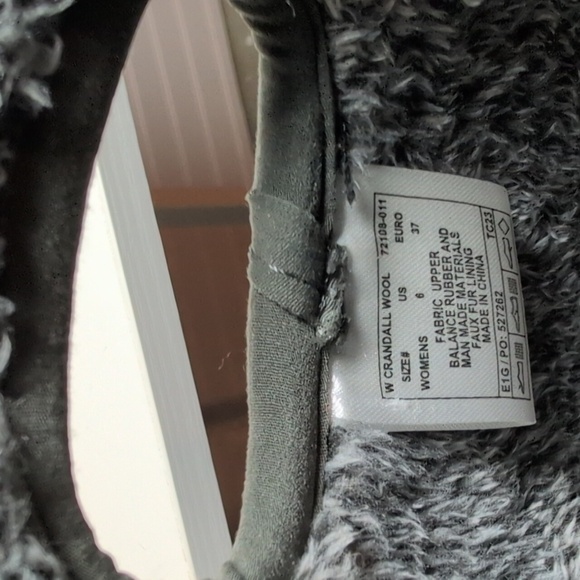 W CRANDALL WOOL 72108-011
SIZE# US EURO
WOMENS 6 37
FABRIC UPPER
BALANCE RUBBER AND
MAN MADE MATERIALS
FAUX FUR LINING
MADE IN CHINA
E1G / PO: 527262 TC23